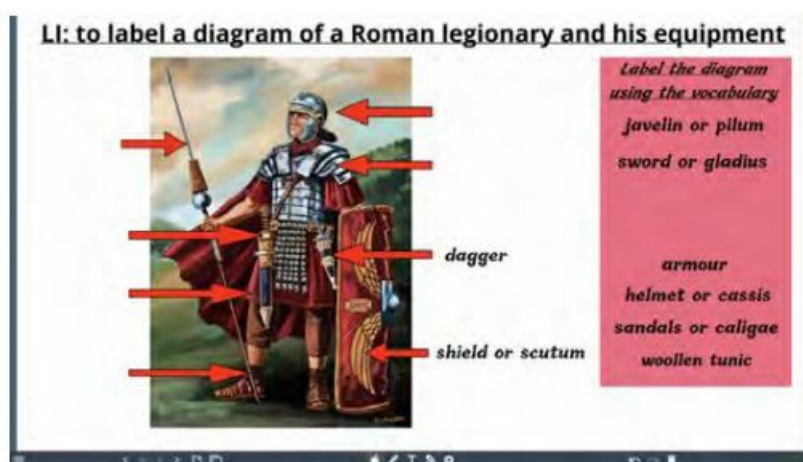 LI: to label a diagram of a Roman legionary and his equipment
Label the diagram
using the vocabulary
javelin or pilum
sword or gladius
dagger
armour
helmet or cassis
sandals or caligae
shield or scutum
woollen tunic